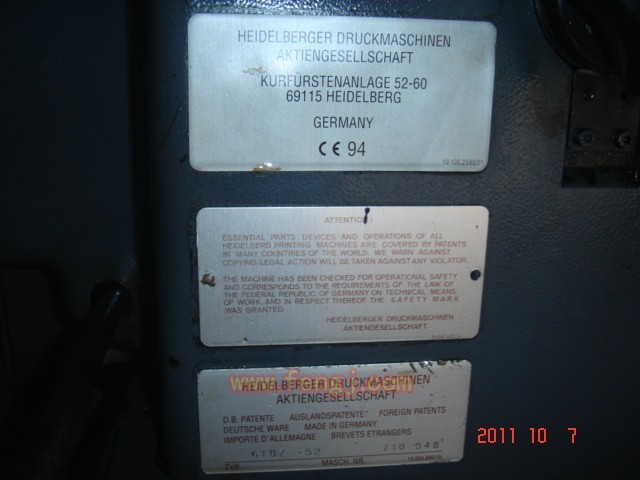 HEIDELBERGER DRUCKMASCHINEN
AKTIENGESELLSCHAFT
KURFÜRSTENANLAGE 52-60
69115 HEIDELBERG
GERMANY
CE 94
ATTENTION!
ESSENTIAL PARTS, DEVICES AND OPERATIONS OF ALL
HEIDELBERG PRINTING MACHINES ARE COVERED BY PATENTS
IN MANY COUNTRIES OF THE WORLD. WE WARN AGAINST
COPYING LEGAL ACTION WILL BE TAKEN AGAINST ANY VIOLATOR.
THE MACHINE HAS BEEN CHECKED FOR OPERATIONAL SAFETY
AND CORRESPONDS TO THE REQUIREMENTS OF THE LAW OF
THE FEDERAL REPUBLIC OF GERMANY ON TECHNICAL MEANS
OF WORK, AND IN RESPECT THEREOF THE SAFETY MARK
WAS GRANTED.
HEIDELBERGER DRUCKMASCHINEN
AKTIENGESELLSCHAFT
HEIDELBERGER DRUCKMASCHINEN
AKTIENGESELLSCHAFT
D.B. PATENTE AUSLANDSPATENTE FOREIGN PATENTS
DEUTSCHE WARE MADE IN GERMANY
IMPORTE D'ALLEMAGNE BREVETS ETRANGERS
-52 710 548
TYP MASCH. NR.
2011 10 7